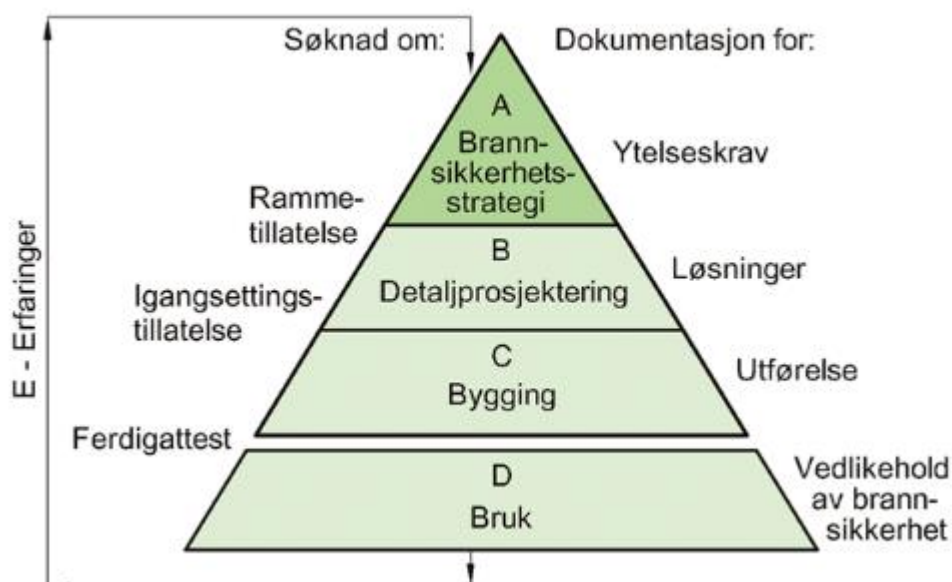 Søknad om:
Dokumentasjon for:
A
Brann-
sikkerhets-
strategi
Ytelseskrav
Ramme-
tillatelse
B
Detaljprosjektering
Løsninger
Igangsettings-
tillatelse
C
Bygging
Utførelse
Ferdigattest
D
Bruk
Vedlikehold
av brann-
sikkerhet
E - Erfaringer